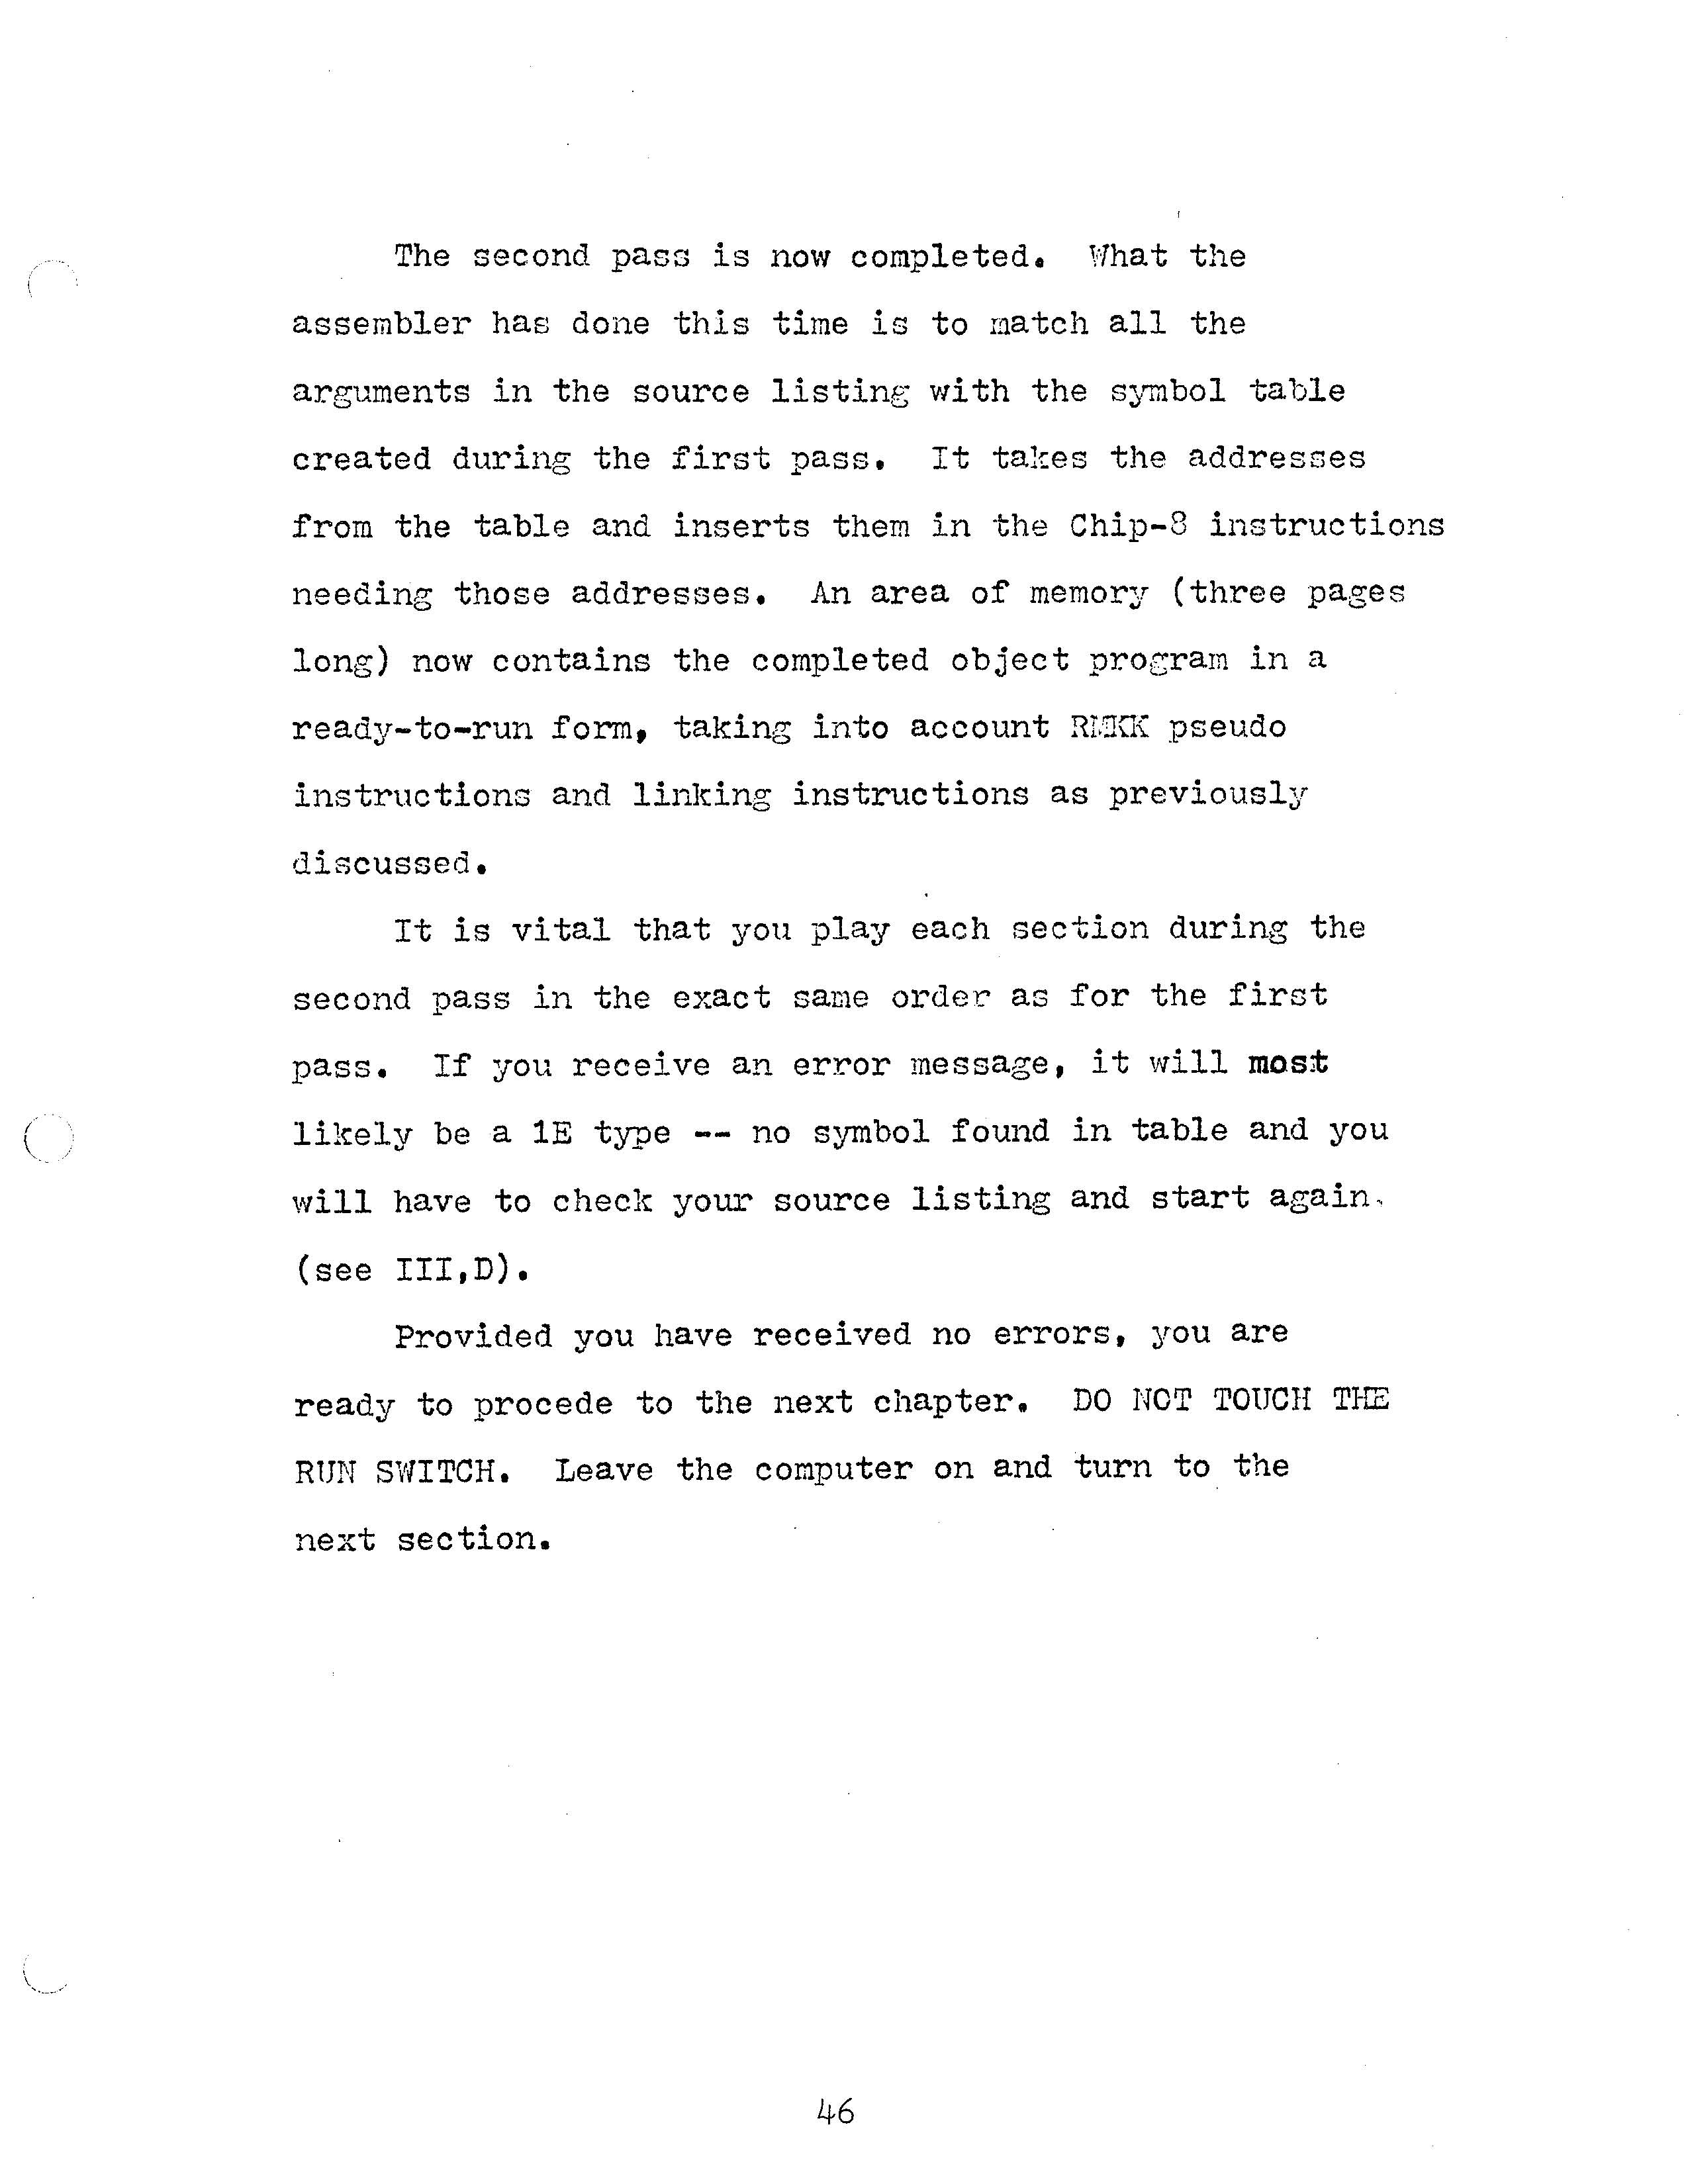 The second pass is now completed. What the
assembler has done this time is to match all the
arguments in the source listing with the symbol table
created during the first pass. It takes the addresses
from the table and inserts them in the Chip-8 instructions
needing those addresses. An area of memory (three pages
long) now contains the completed object program in a
ready-to-run form, taking into account RMKK pseudo
instructions and linking instructions as previously
discussed.
It is vital that you play each section during the
second pass in the exact same order as for the first
pass. If you receive an error message, it will most
likely be a 1E type -- no symbol found in table and you
will have to check your source listing and start again.
(see III,D).
Provided you have received no errors, you are
ready to procede to the next chapter. DO NOT TOUCH THE
RUN SWITCH. Leave the computer on and turn to the
next section.
46